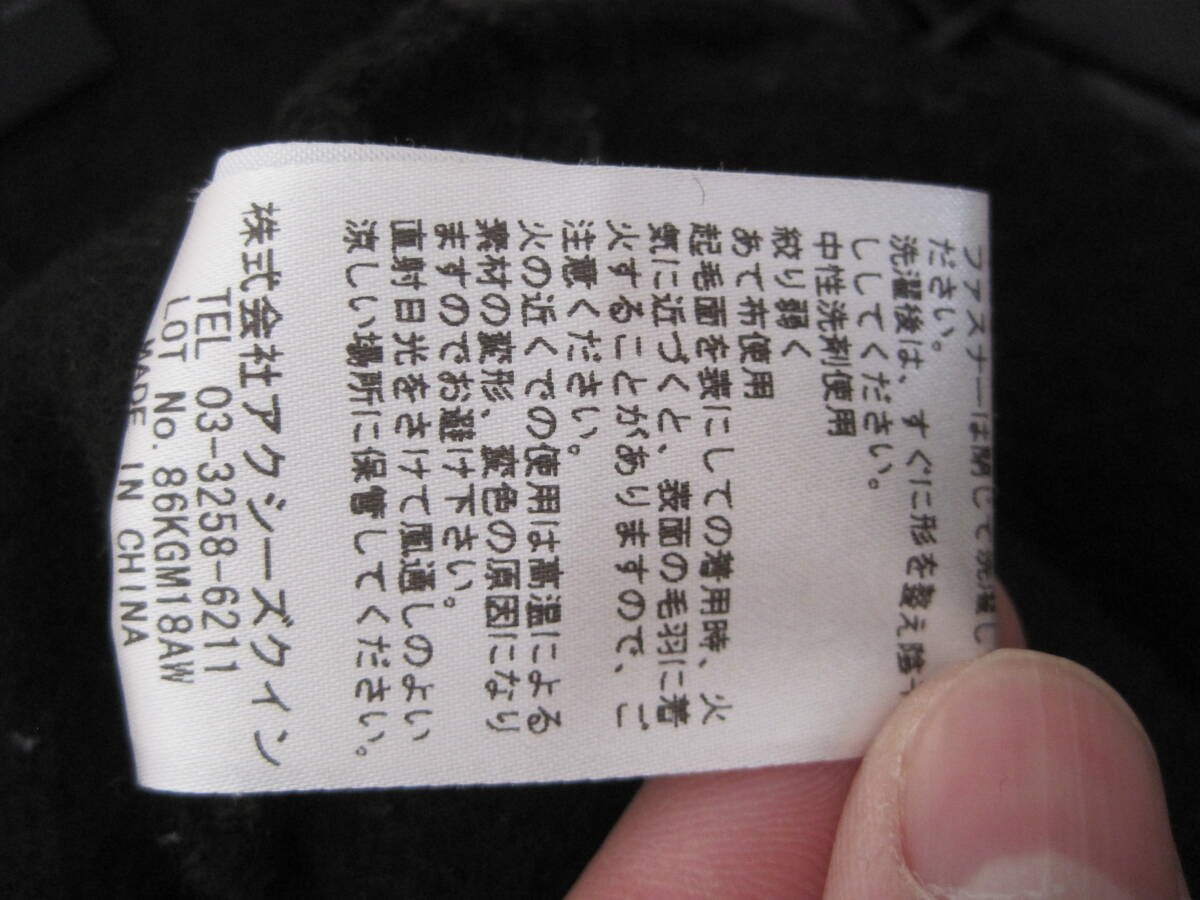 ファスナーは閉じて洗濯し
ださい。
洗濯後は、すぐに形を整え陰
ししてください。
中性洗剤使用
絞り弱く
あて布使用
起毛面を表にしての着用時、火
気に近づくと、表面の毛羽に着
火することがありますので、ご
注意ください。
火の近くでの使用は高温による
素材の変形、変色の原因になり
ますのでお避け下さい。
直射日光をさけて風通しのよい
涼しい場所に保管してください。
株式会社アクシーズクィン
TEL 03-3258-6211
LOT No. 86KGM18AW
MADE IN CHINA